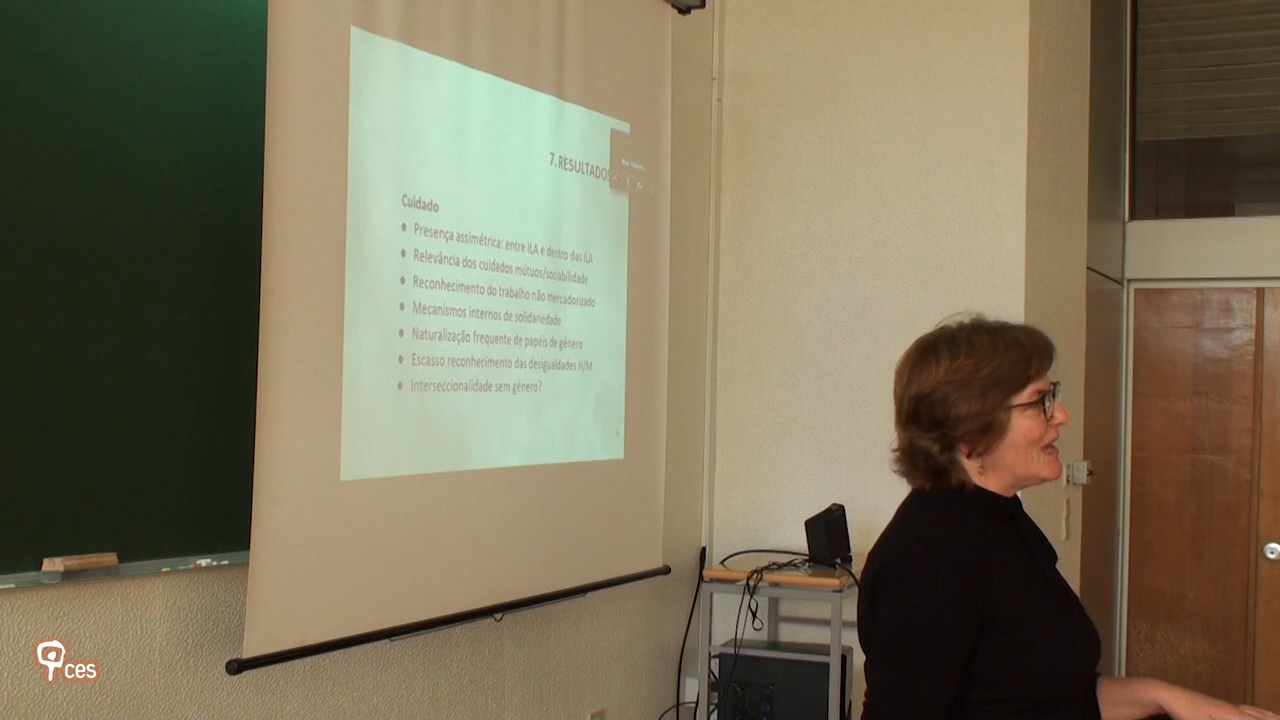 7. RESULTADOS
Cuidado
• Presença assimétrica: entre ILA e dentro das ILA
• Relevância dos cuidados mútuos/sociabilidade
• Reconhecimento do trabalho não mercadorizado
• Mecanismos internos de solidariedade
• Naturalização frequente de papéis de género
• Escasso reconhecimento das desigualdades H/M
• Interseccionalidade sem género?
ces